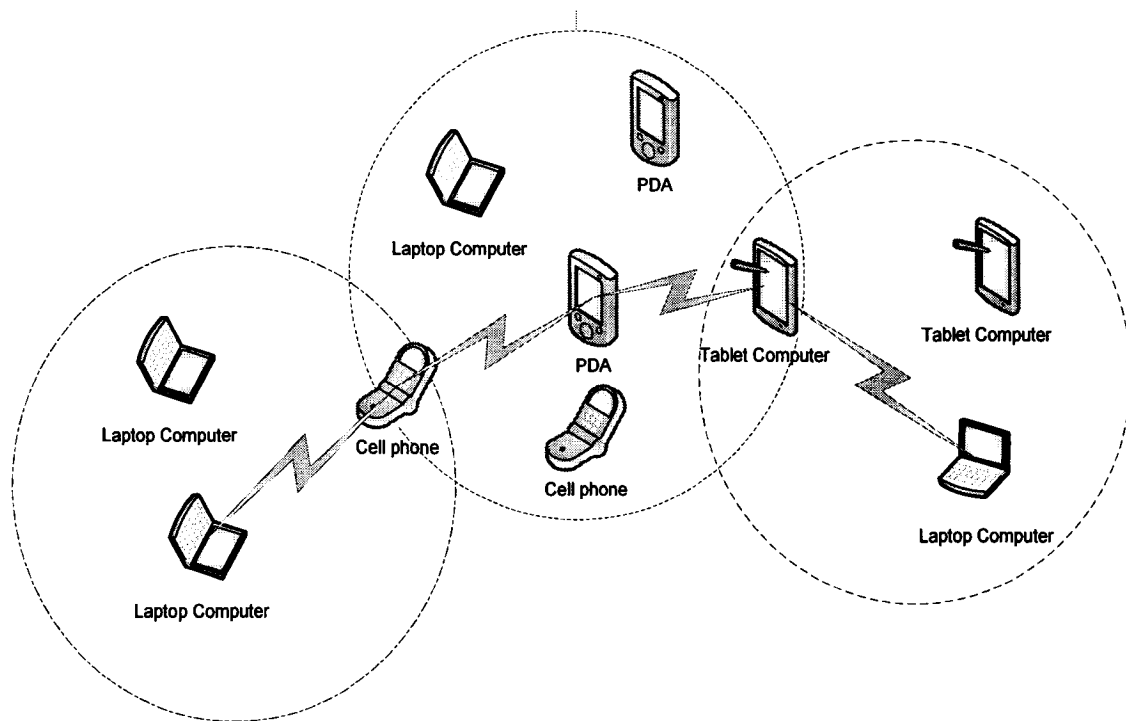 PDA
Laptop Computer
PDA
Tablet Computer
Tablet Computer
Laptop Computer
Cell phone
Cell phone
Laptop Computer
Laptop Computer